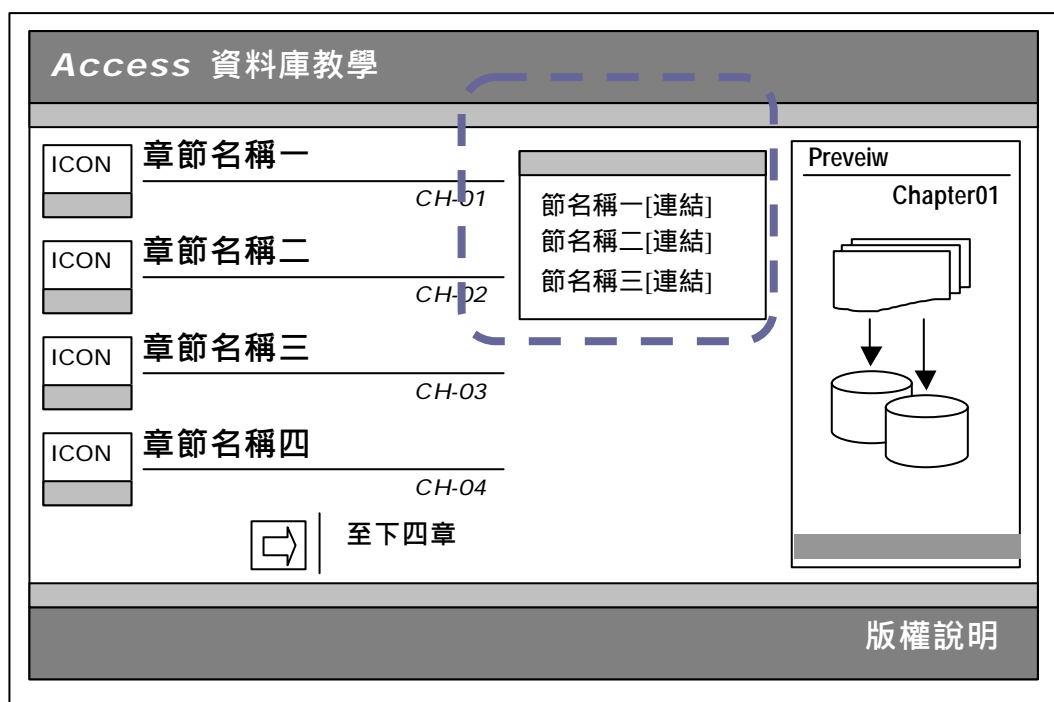 Access 資料庫教學
ICON
章節名稱一
CH-01
ICON
章節名稱二
CH-02
ICON
章節名稱三
CH-03
ICON
章節名稱四
CH-04
至下四章
節名稱一[連結]
節名稱二[連結]
節名稱三[連結]
Preveiw
Chapter01
版權說明